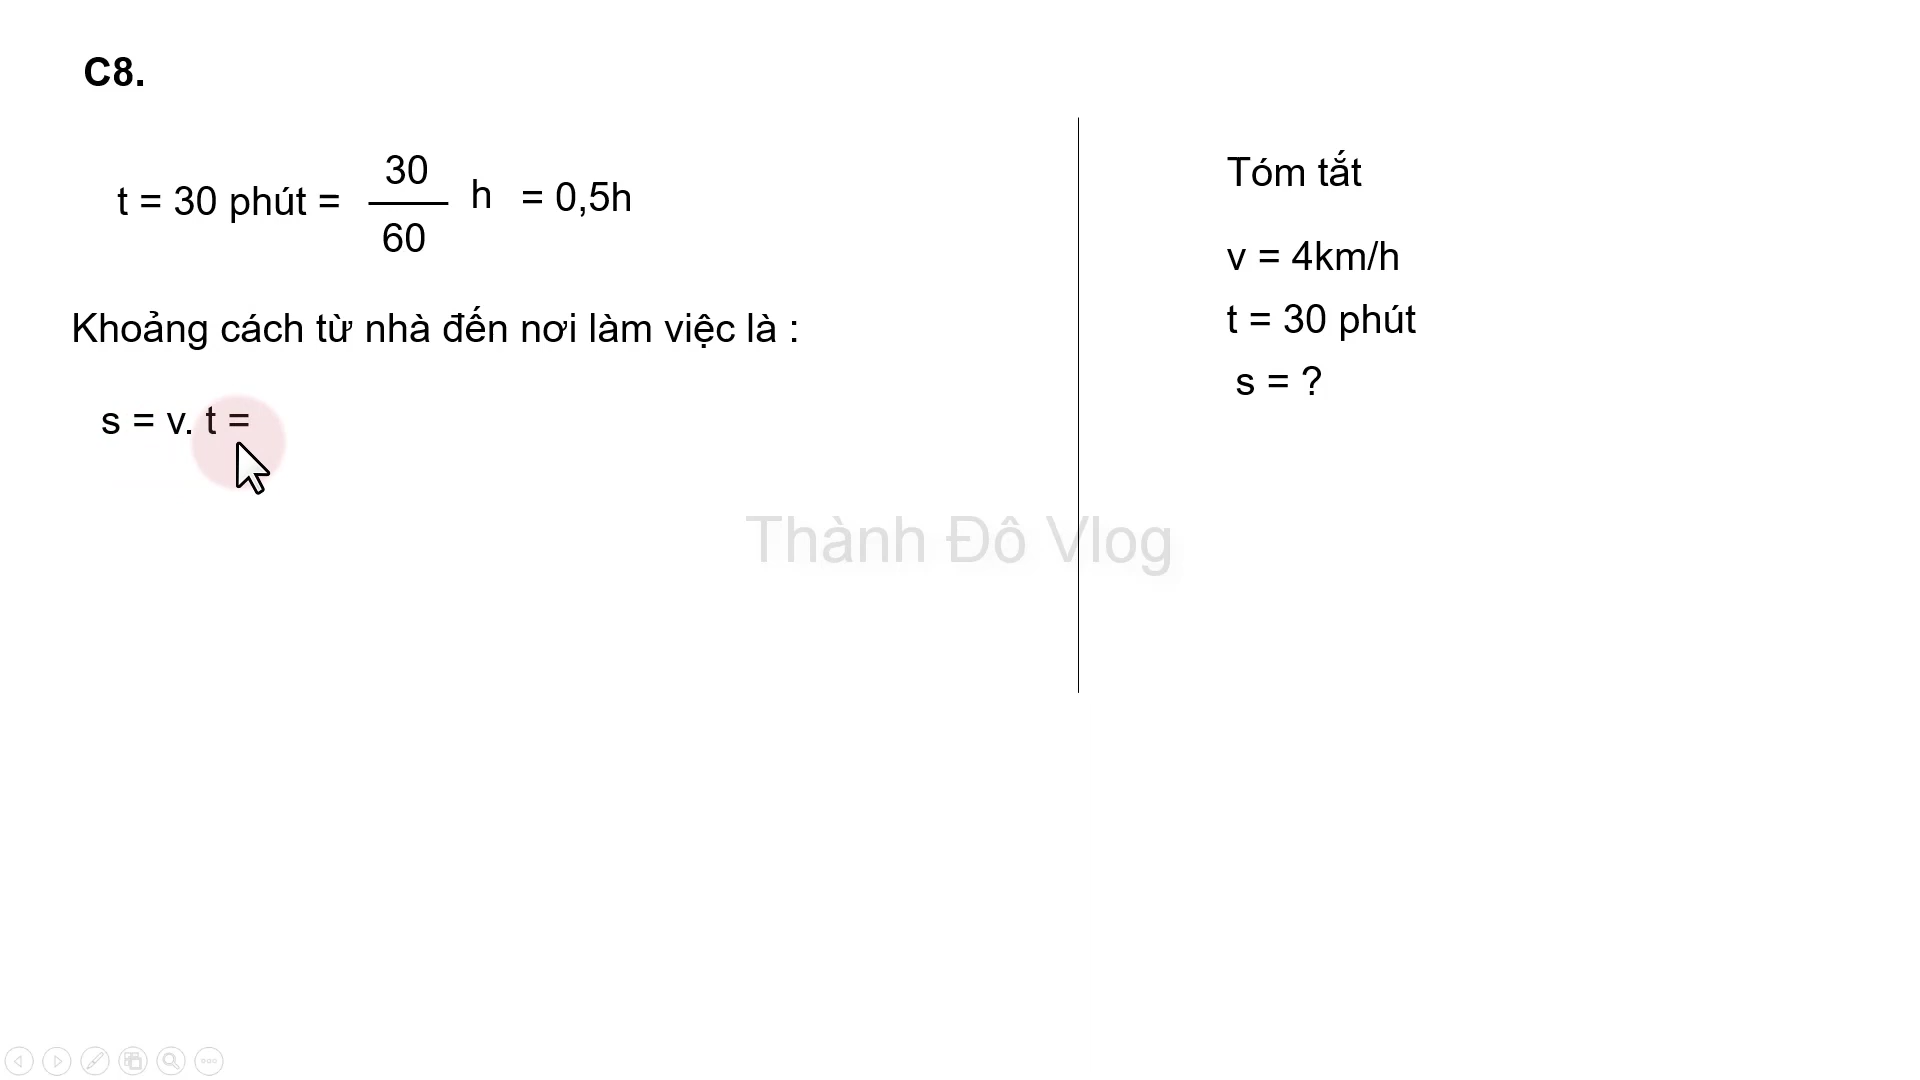 C8.
t = 30 phút = 30/60 h = 0,5h
Khoảng cách từ nhà đến nơi làm việc là :
s = v. t =
Tóm tắt
v = 4km/h
t = 30 phút
s = ?
Thành Đô Vlog